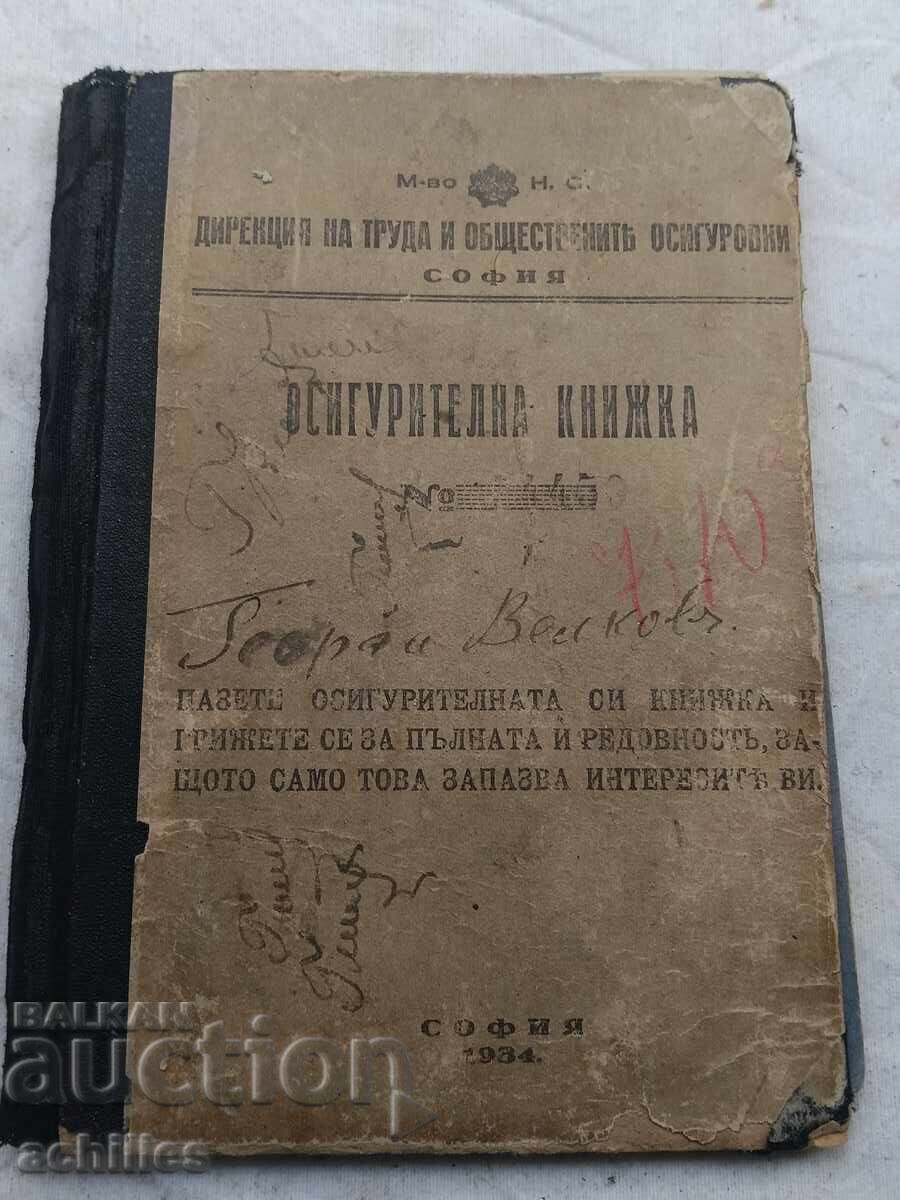 М-во Н. С.
ДИРЕКЦИЯ НА ТРУДА И ОБЩЕСТВЕНИТѢ ОСИГУРОВКИ
СОФИЯ
ОСИГУРИТЕЛНА КНИЖКА
№
Георги Велковъ.
ПАЗЕТЕ ОСИГУРИТЕЛНАТА СИ КНИЖКА И
ГРИЖЕТЕ СЕ ЗА ПЪЛНАТА Й РЕДОВНОСТЬ, ЗА-
ЩОТО САМО ТОВА ЗАПАЗВА ИНТЕРЕСИТѢ ВИ.
СОФИЯ
1934.
BALKAN
auction
achilles